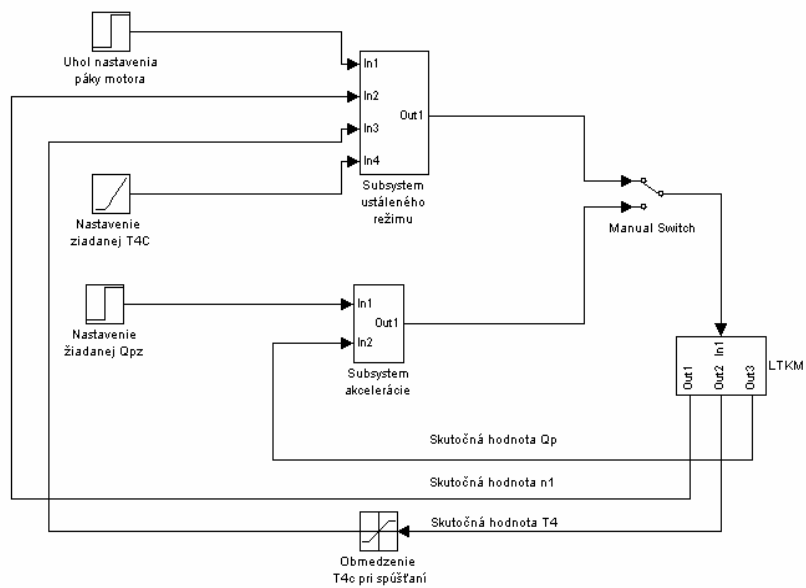 Uhol nastavenia
páky motora
In1
In2
In3
In4
Out1
Subsystem
ustáleného
režimu
Nastavenie
ziadanej T4C
Manual Switch
Nastavenie
žiadanej Qpz
In1
In2
Out1
Subsystem
akcelerácie
In1
Out1
Out2
Out3
LTKM
Skutočná hodnota Qp
Skutočná hodnota n1
Skutočná hodnota T4
Obmedzenie
T4c pri spúšťaní